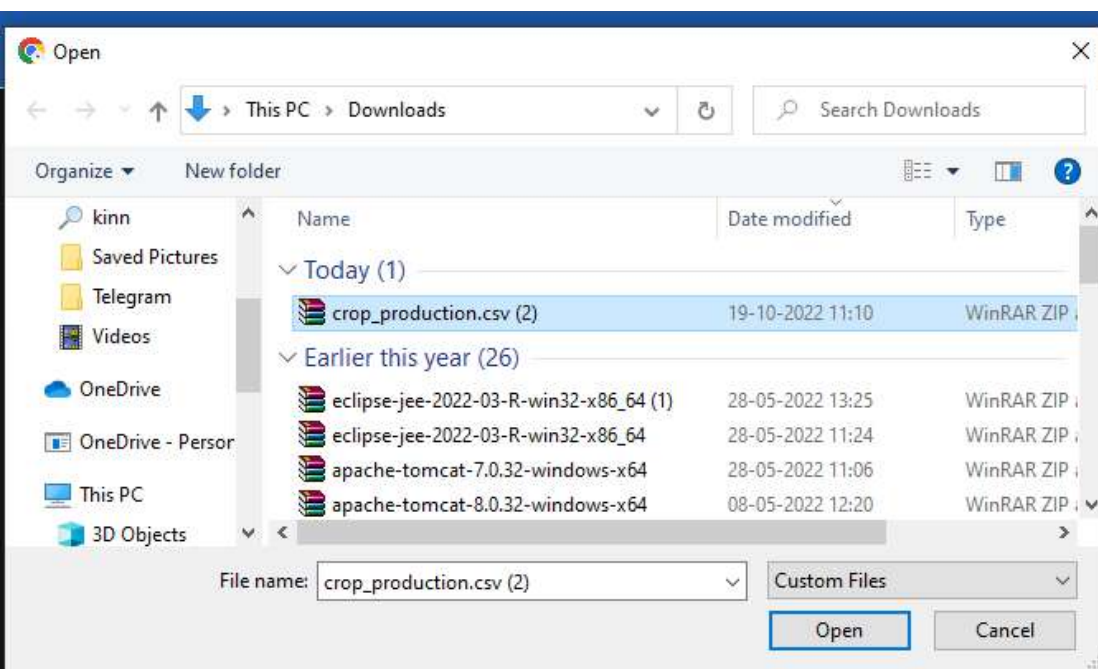 Open
This PC > Downloads
Search Downloads
Organize
New folder
kinn
Saved Pictures
Telegram
Videos
OneDrive
OneDrive - Person
This PC
3D Objects
Name Date modified Type
Today (1)
crop_production.csv (2) 19-10-2022 11:10 WinRAR ZIP
Earlier this year (26)
eclipse-jee-2022-03-R-win32-x86_64 (1) 28-05-2022 13:25 WinRAR ZIP
eclipse-jee-2022-03-R-win32-x86_64 28-05-2022 11:24 WinRAR ZIP
apache-tomcat-7.0.32-windows-x64 28-05-2022 11:06 WinRAR ZIP
apache-tomcat-8.0.32-windows-x64 08-05-2022 12:20 WinRAR ZIP
File name: crop_production.csv (2) Custom Files
Open Cancel